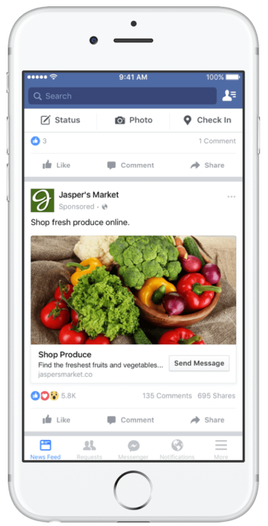 9:41 AM
100%
Search
Status Photo Check In
3 1 Comment
Like Comment Share
Jasper's Market
Sponsored ·
Shop fresh produce online.
Shop Produce
Find the freshest fruits and vegetables...
Send Message
jaspersmarket.co
5.8K 135 Comments 695 Shares
Like Comment Share
News Feed Requests Messenger Notifications More